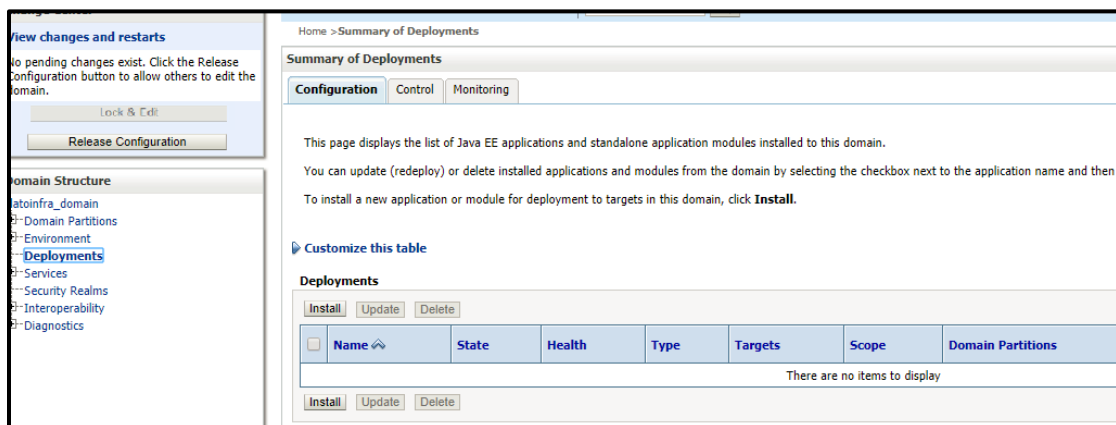 View changes and restarts
No pending changes exist. Click the Release
Configuration button to allow others to edit the
domain.
Lock & Edit
Release Configuration
Domain Structure
latoinfra_domain
Domain Partitions
Environment
Deployments
Services
Security Realms
Interoperability
Diagnostics
Home >Summary of Deployments
Summary of Deployments
Configuration Control Monitoring
This page displays the list of Java EE applications and standalone application modules installed to this domain.
You can update (redeploy) or delete installed applications and modules from the domain by selecting the checkbox next to the application name and then
To install a new application or module for deployment to targets in this domain, click Install.
Customize this table
Deployments
Install Update Delete
Name State Health Type Targets Scope Domain Partitions
There are no items to display
Install Update Delete